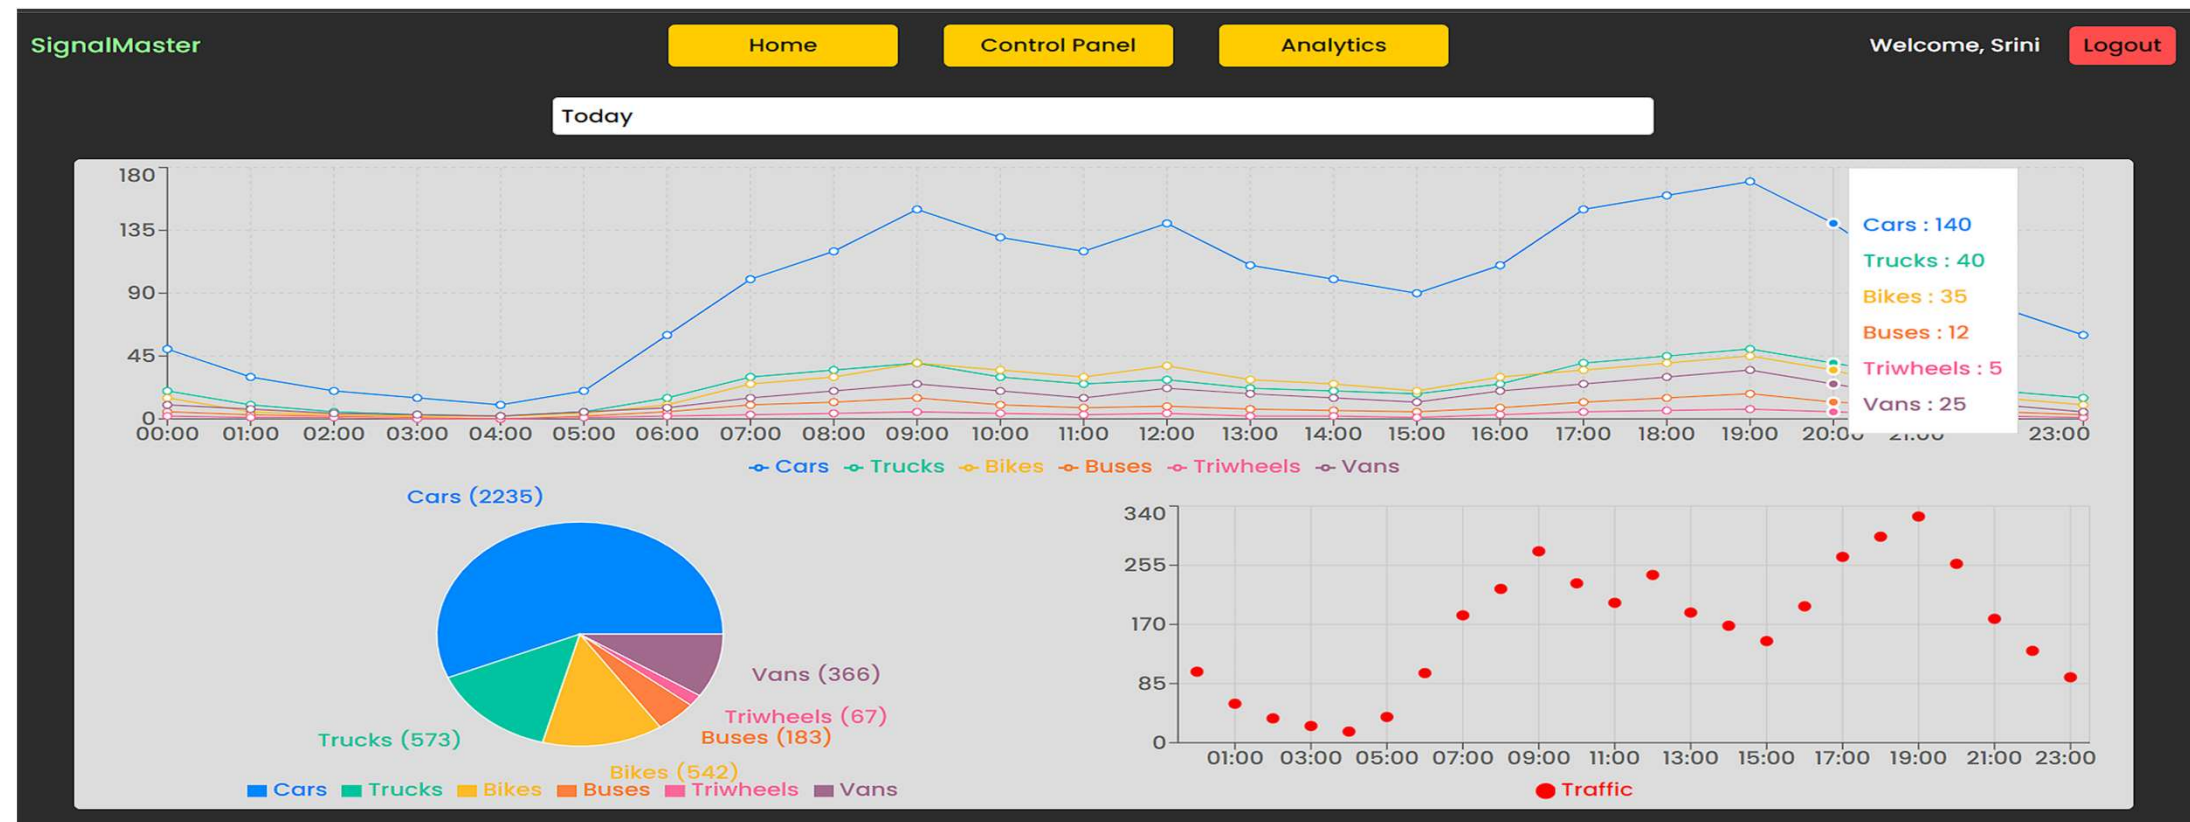 SignalMaster
Home
Control Panel
Analytics
Welcome, Srini
Logout
Today
180
135
90
45
0
00:00 01:00 02:00 03:00 04:00 05:00 06:00 07:00 08:00 09:00 10:00 11:00 12:00 13:00 14:00 15:00 16:00 17:00 18:00 19:00 20:00 21:00 23:00
Cars : 140
Trucks : 40
Bikes : 35
Buses : 12
Triwheels : 5
Vans : 25
Cars Trucks Bikes Buses Triwheels Vans
Cars (2235)
Vans (366)
Triwheels (67)
Buses (183)
Trucks (573)
Bikes (542)
Cars Trucks Bikes Buses Triwheels Vans
340
255
170
85
0
01:00 03:00 05:00 07:00 09:00 11:00 13:00 15:00 17:00 19:00 21:00 23:00
Traffic